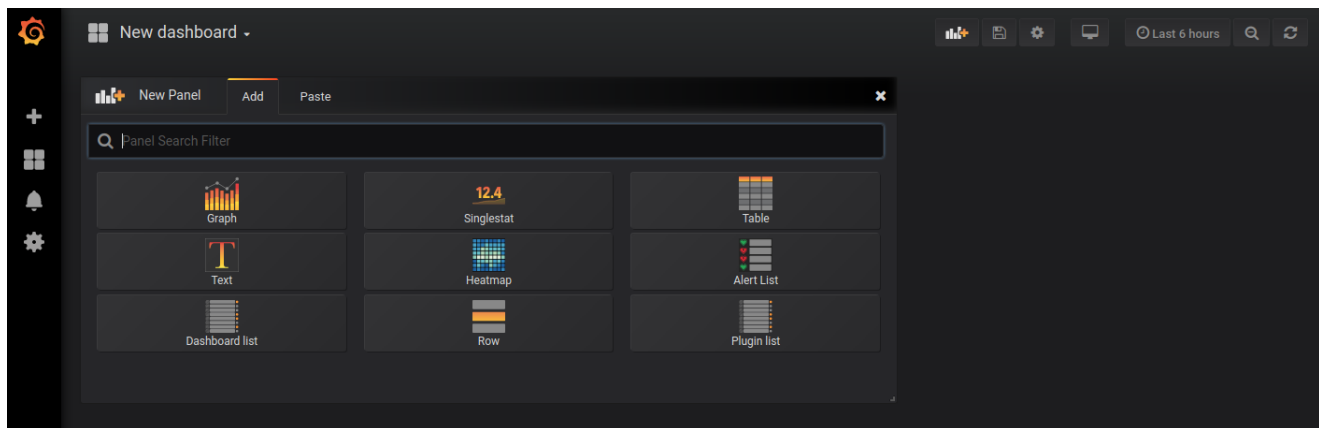 New dashboard
Last 6 hours
New Panel Add Paste
Panel Search Filter
Graph
12.4
Singlestat
Table
T
Text
Heatmap
Alert List
Dashboard list
Row
Plugin list